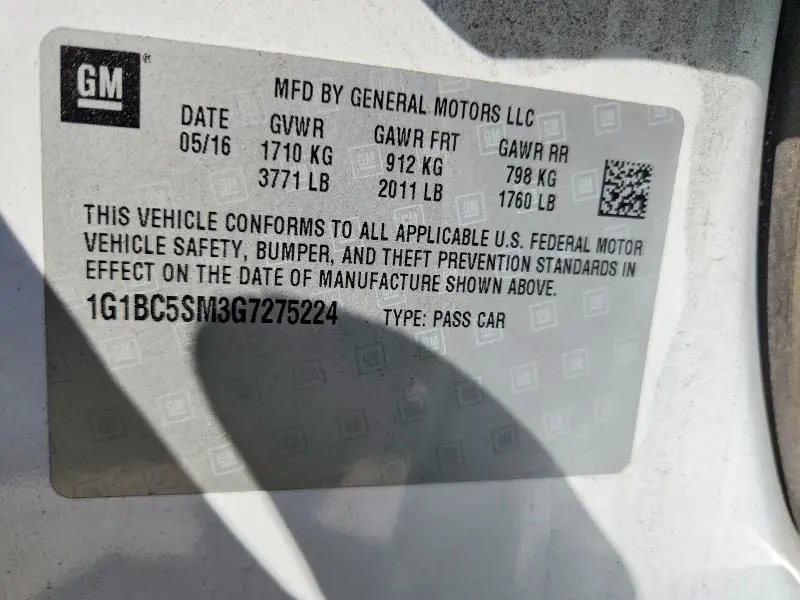 GM®
MFD BY GENERAL MOTORS LLC
DATE GVWR GAWR FRT GAWR RR
05/16 1710 KG 912 KG 798 KG
3771 LB 2011 LB 1760 LB
THiS VEHICLE CONFORMS TO ALL APPLICABLE U.S. FEDERAL MOTOR
VEHICLE SAFETY, BUMPER, AND THEFT PREVENTION STANDARDS IN
EFFECT ON THE DATE OF MANUFACTURE SHOWN ABOVE.
1G1BC5SM3G7275224 TYPE: PASS CAR